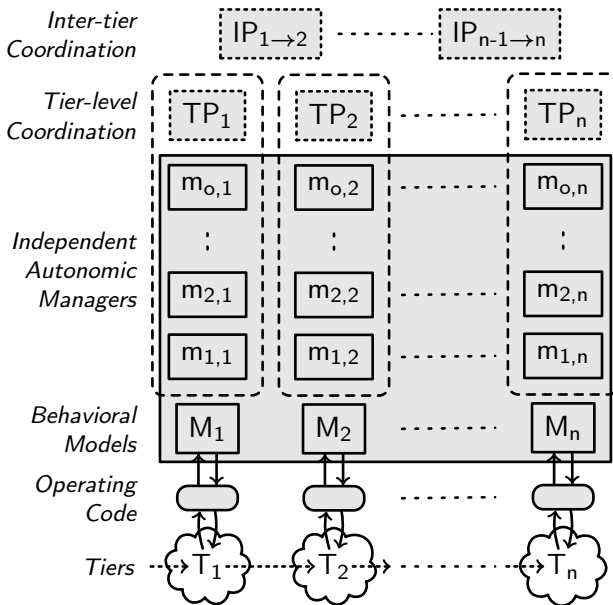 Inter-tier
Coordination
IP1→2 ........ IPn-1→n
Tier-level
Coordination
TP1 TP2 ........ TPn
mo,1 mo,2 ........ mo,n
Independent
Autonomic
Managers
⋮ ⋮ ⋮
m2,1 m2,2 ........ m2,n
m1,1 m1,2 ........ m1,n
Behavioral
Models
M1 M2 ........ Mn
Operating
Code
Tiers T1 T2 ........ Tn